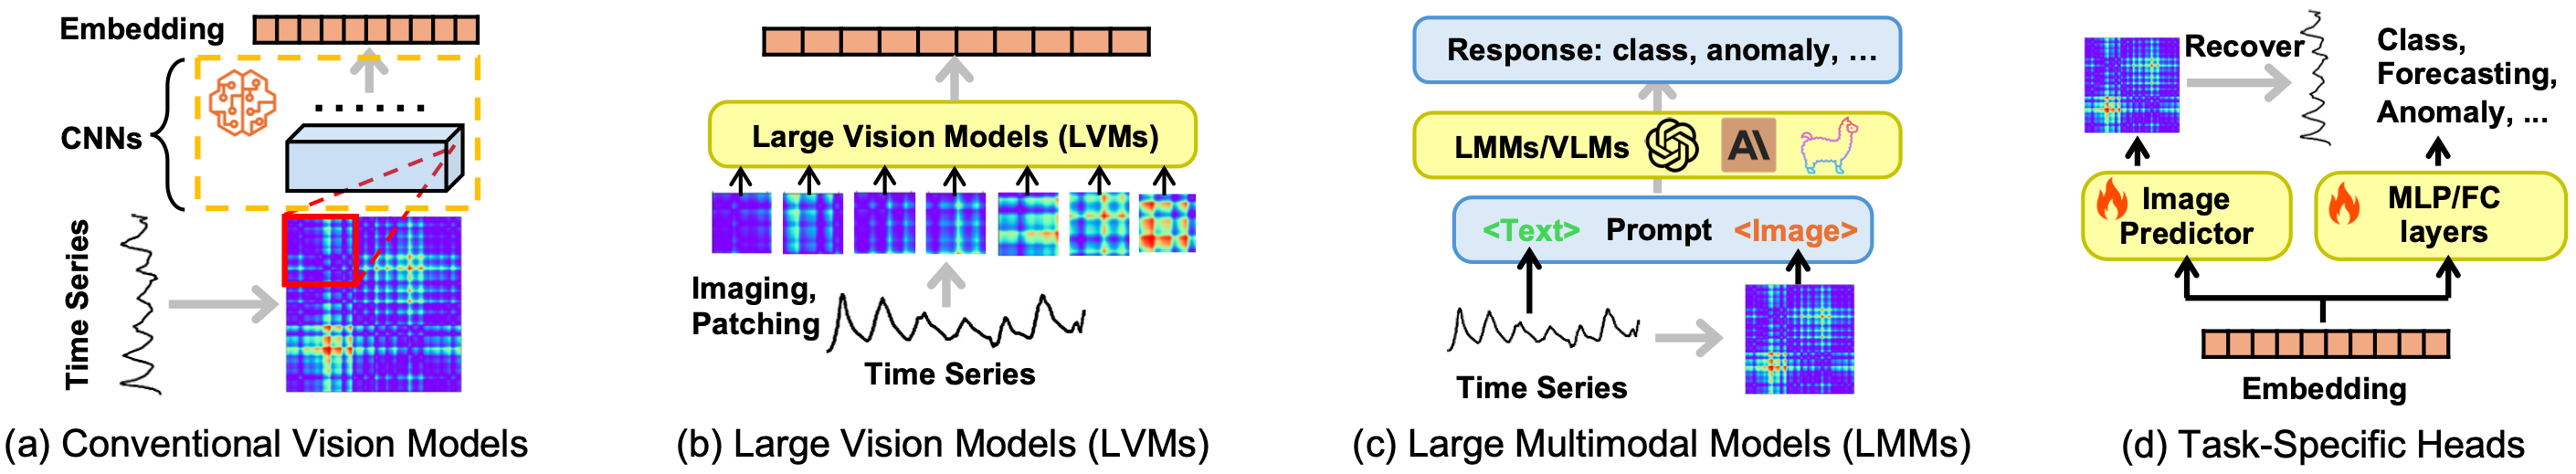 Embedding
CNNs
Time Series
(a) Conventional Vision Models
Large Vision Models (LVMs)
Imaging,
Patching
Time Series
(b) Large Vision Models (LVMs)
Response: class, anomaly, ...
LMMs/VLMs
<Text> Prompt <Image>
Time Series
(c) Large Multimodal Models (LMMs)
Recover
Class,
Forecasting,
Anomaly, ...
Image
Predictor
MLP/FC
layers
Embedding
(d) Task-Specific Heads